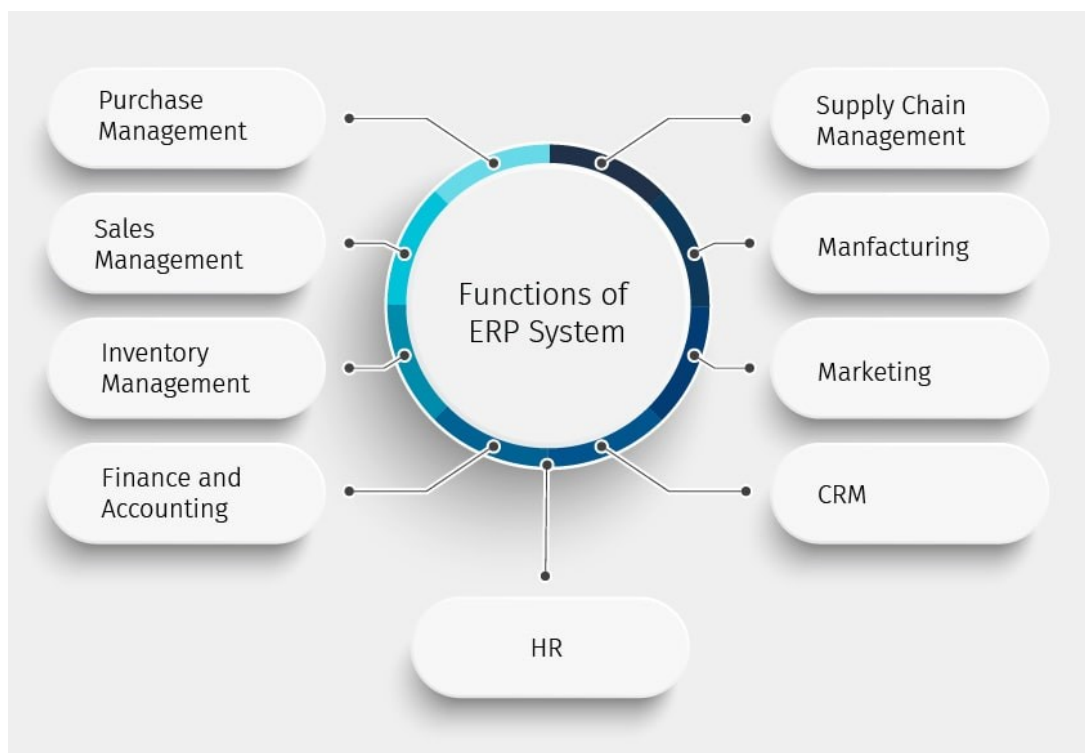 Purchase
Management
Sales
Management
Inventory
Management
Finance and
Accounting
Functions of
ERP System
Supply Chain
Management
Manfacturing
Marketing
CRM
HR